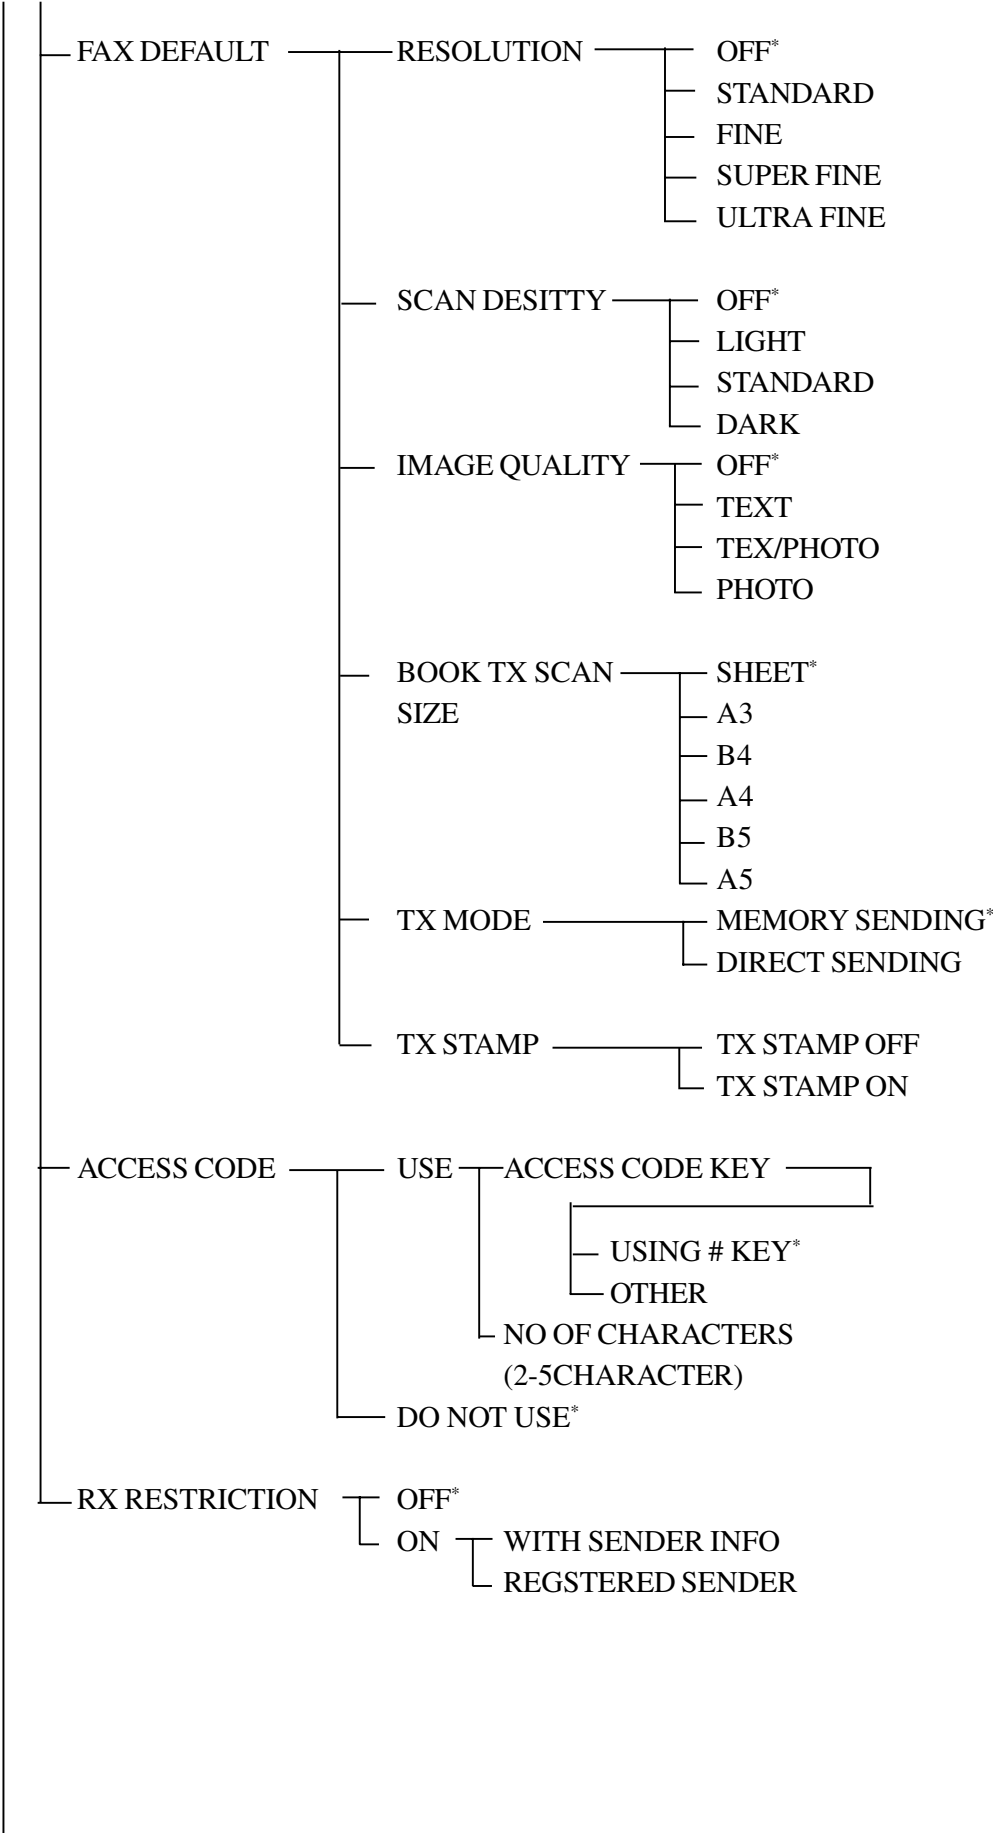 FAX DEFAULT RESOLUTION OFF*
STANDARD
FINE
SUPER FINE
ULTRA FINE
SCAN DESITTY OFF*
LIGHT
STANDARD
DARK
IMAGE QUALITY OFF*
TEXT
TEX/PHOTO
PHOTO
BOOK TX SCAN SHEET*
SIZE A3
B4
A4
B5
A5
TX MODE MEMORY SENDING*
DIRECT SENDING
TX STAMP TX STAMP OFF
TX STAMP ON
ACCESS CODE USE ACCESS CODE KEY
USING # KEY*
OTHER
NO OF CHARACTERS
(2-5CHARACTER)
DO NOT USE*
RX RESTRICTION OFF*
ON WITH SENDER INFO
REGSTERED SENDER